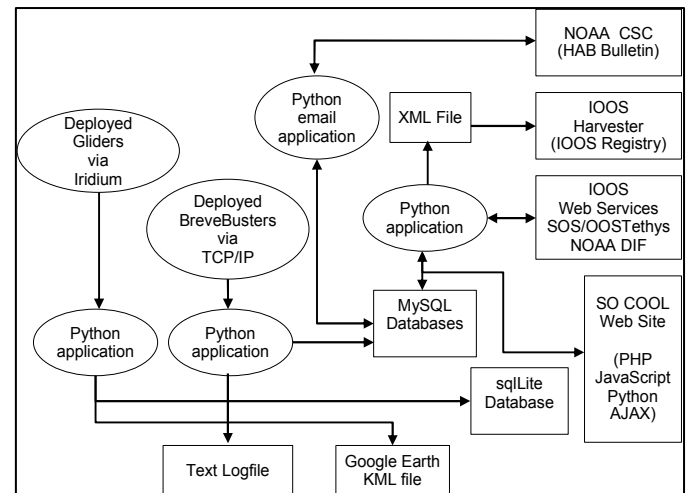 NOAA CSC
(HAB Bulletin)
Python
email
application
XML File
IOOS
Harvester
(IOOS Registry)
Deployed
Gliders
via
Iridium
Deployed
BreveBusters
via
TCP/IP
Python
application
IOOS
Web Services
SOS/OOSTethys
NOAA DIF
Python
application
Python
application
MySQL
Databases
SO COOL
Web Site
(PHP
JavaScript
Python
AJAX)
sqlLite
Database
Text Logfile
Google Earth
KML file